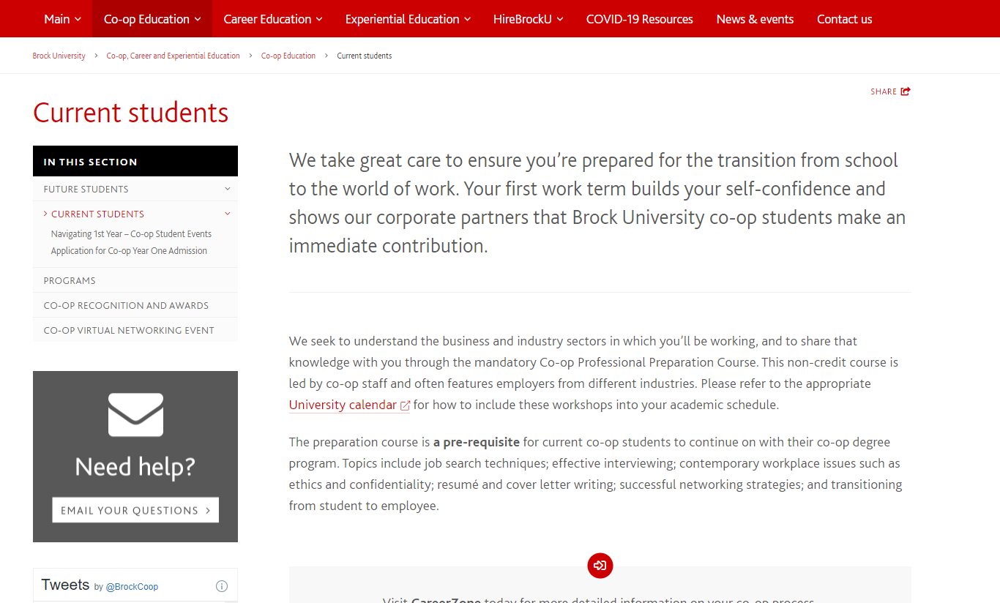 Main Co-op Education Career Education Experiential Education HireBrockU COVID-19 Resources News & events Contact us
Brock University > Co-op, Career and Experiential Education > Co-op Education > Current students
SHARE
Current students
IN THIS SECTION
FUTURE STUDENTS
> CURRENT STUDENTS
Navigating 1st Year – Co-op Student Events
Application for Co-op Year One Admission
PROGRAMS
CO-OP RECOGNITION AND AWARDS
CO-OP VIRTUAL NETWORKING EVENT
Need help?
EMAIL YOUR QUESTIONS >
Tweets by @BrockCoop
We take great care to ensure you’re prepared for the transition from school
to the world of work. Your first work term builds your self-confidence and
shows our corporate partners that Brock University co-op students make an
immediate contribution.
We seek to understand the business and industry sectors in which you’ll be working, and to share that
knowledge with you through the mandatory Co-op Professional Preparation Course. This non-credit course is
led by co-op staff and often features employers from different industries. Please refer to the appropriate
University calendar for how to include these workshops into your academic schedule.
The preparation course is a pre-requisite for current co-op students to continue on with their co-op degree
program. Topics include job search techniques; effective interviewing; contemporary workplace issues such as
ethics and confidentiality; resumé and cover letter writing; successful networking strategies; and transitioning
from student to employee.
Visit CareerZone today for more detailed information on your co-op process